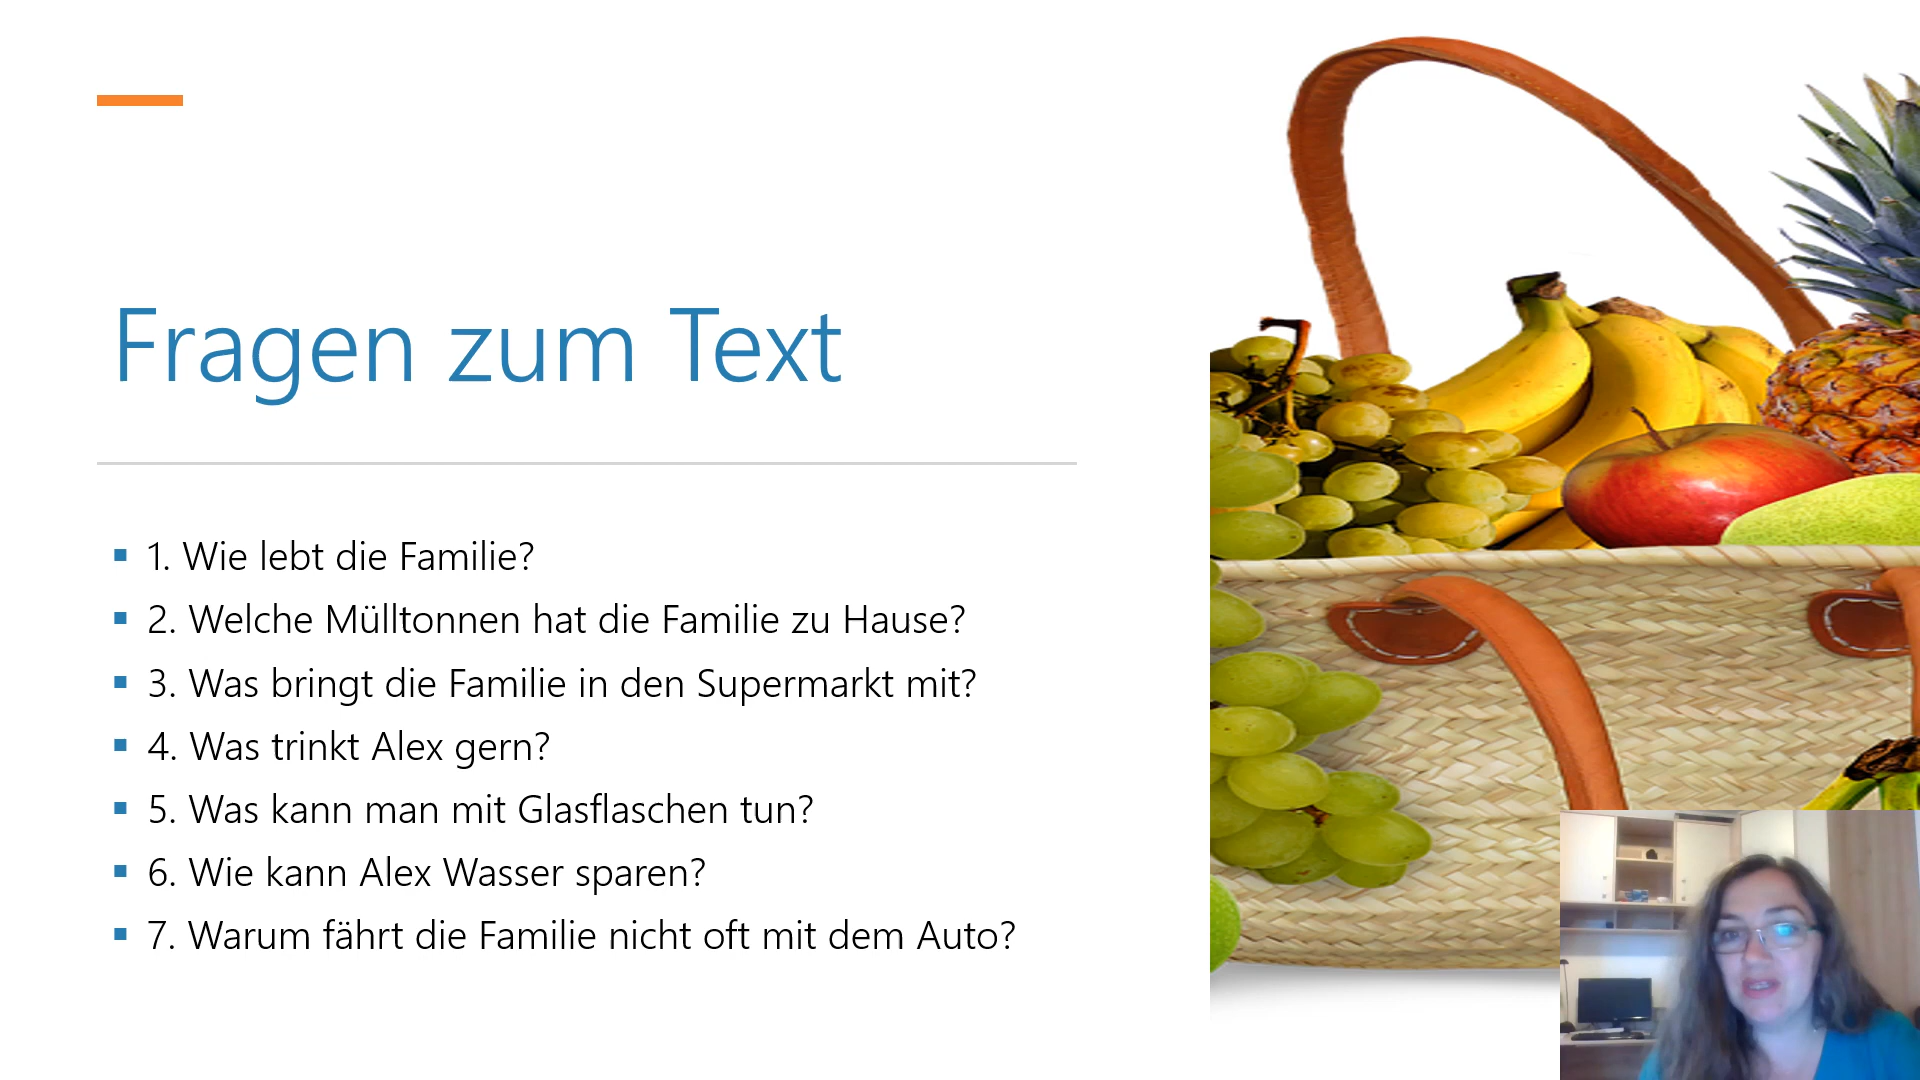 Fragen zum Text
1. Wie lebt die Familie?
2. Welche Mülltonnen hat die Familie zu Hause?
3. Was bringt die Familie in den Supermarkt mit?
4. Was trinkt Alex gern?
5. Was kann man mit Glasflaschen tun?
6. Wie kann Alex Wasser sparen?
7. Warum fährt die Familie nicht oft mit dem Auto?